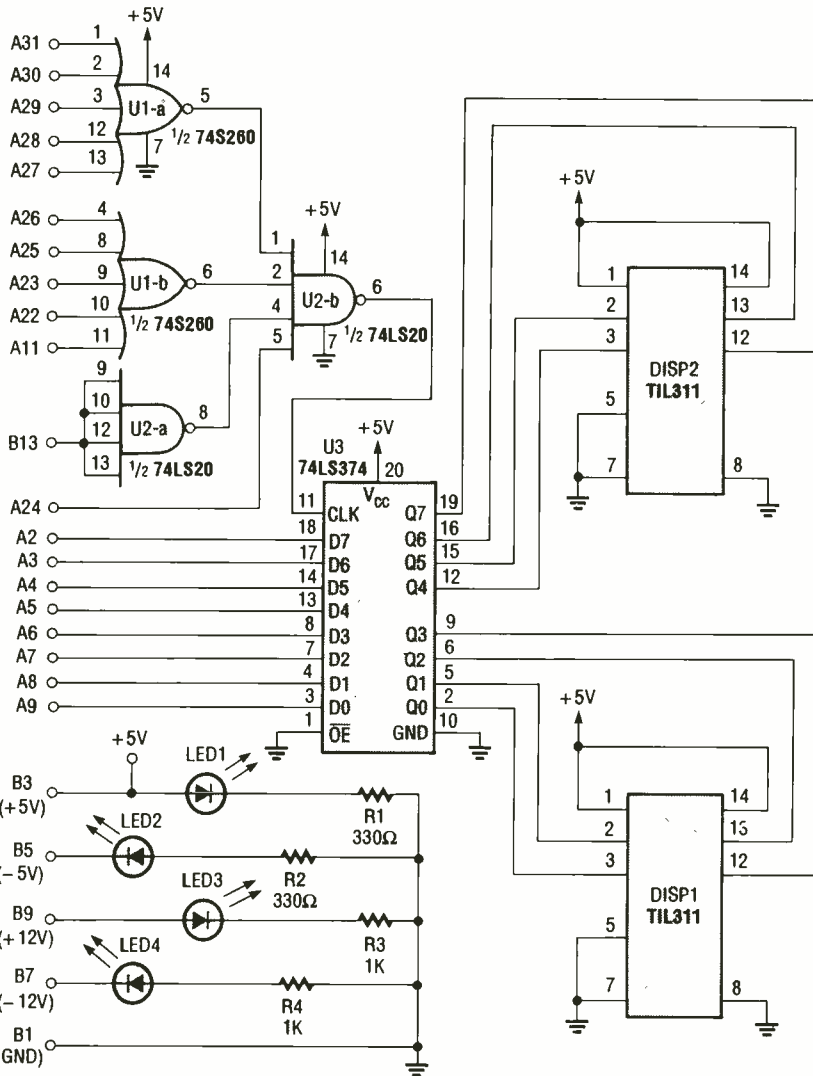 A31
1
+5V
A30
2
14
A29
3
U1-a
5
A28
12
½ 74S260
A27
13
7
A26
4
A25
8
A23
9
U1-b
6
A22
10
½ 74S260
A11
11
9
10
B13
12
U2-a
8
13
½ 74LS20
A24
+5V
14
1
2
U2-b
6
4
½ 74LS20
5
7
U3
74LS374
+5V
20
VCC
11
CLK
Q7
19
A2
18
D7
Q6
16
A3
17
D6
Q5
15
A4
14
D5
Q4
12
A5
13
D4
A6
8
D3
Q3
9
A7
7
D2
Q2
6
A8
4
D1
Q1
5
A9
3
D0
Q0
2
1
OE
GND
10
+5V
1
14
2
13
3
12
DISP2
TIL311
5
7
8
+5V
1
14
2
13
3
12
DISP1
TIL311
5
7
8
+5V
B3
(+5V)
LED1
R1
330Ω
B5
(-5V)
LED2
R2
330Ω
B9
(+12V)
LED3
R3
1K
B7
(-12V)
LED4
R4
1K
B1
GND)